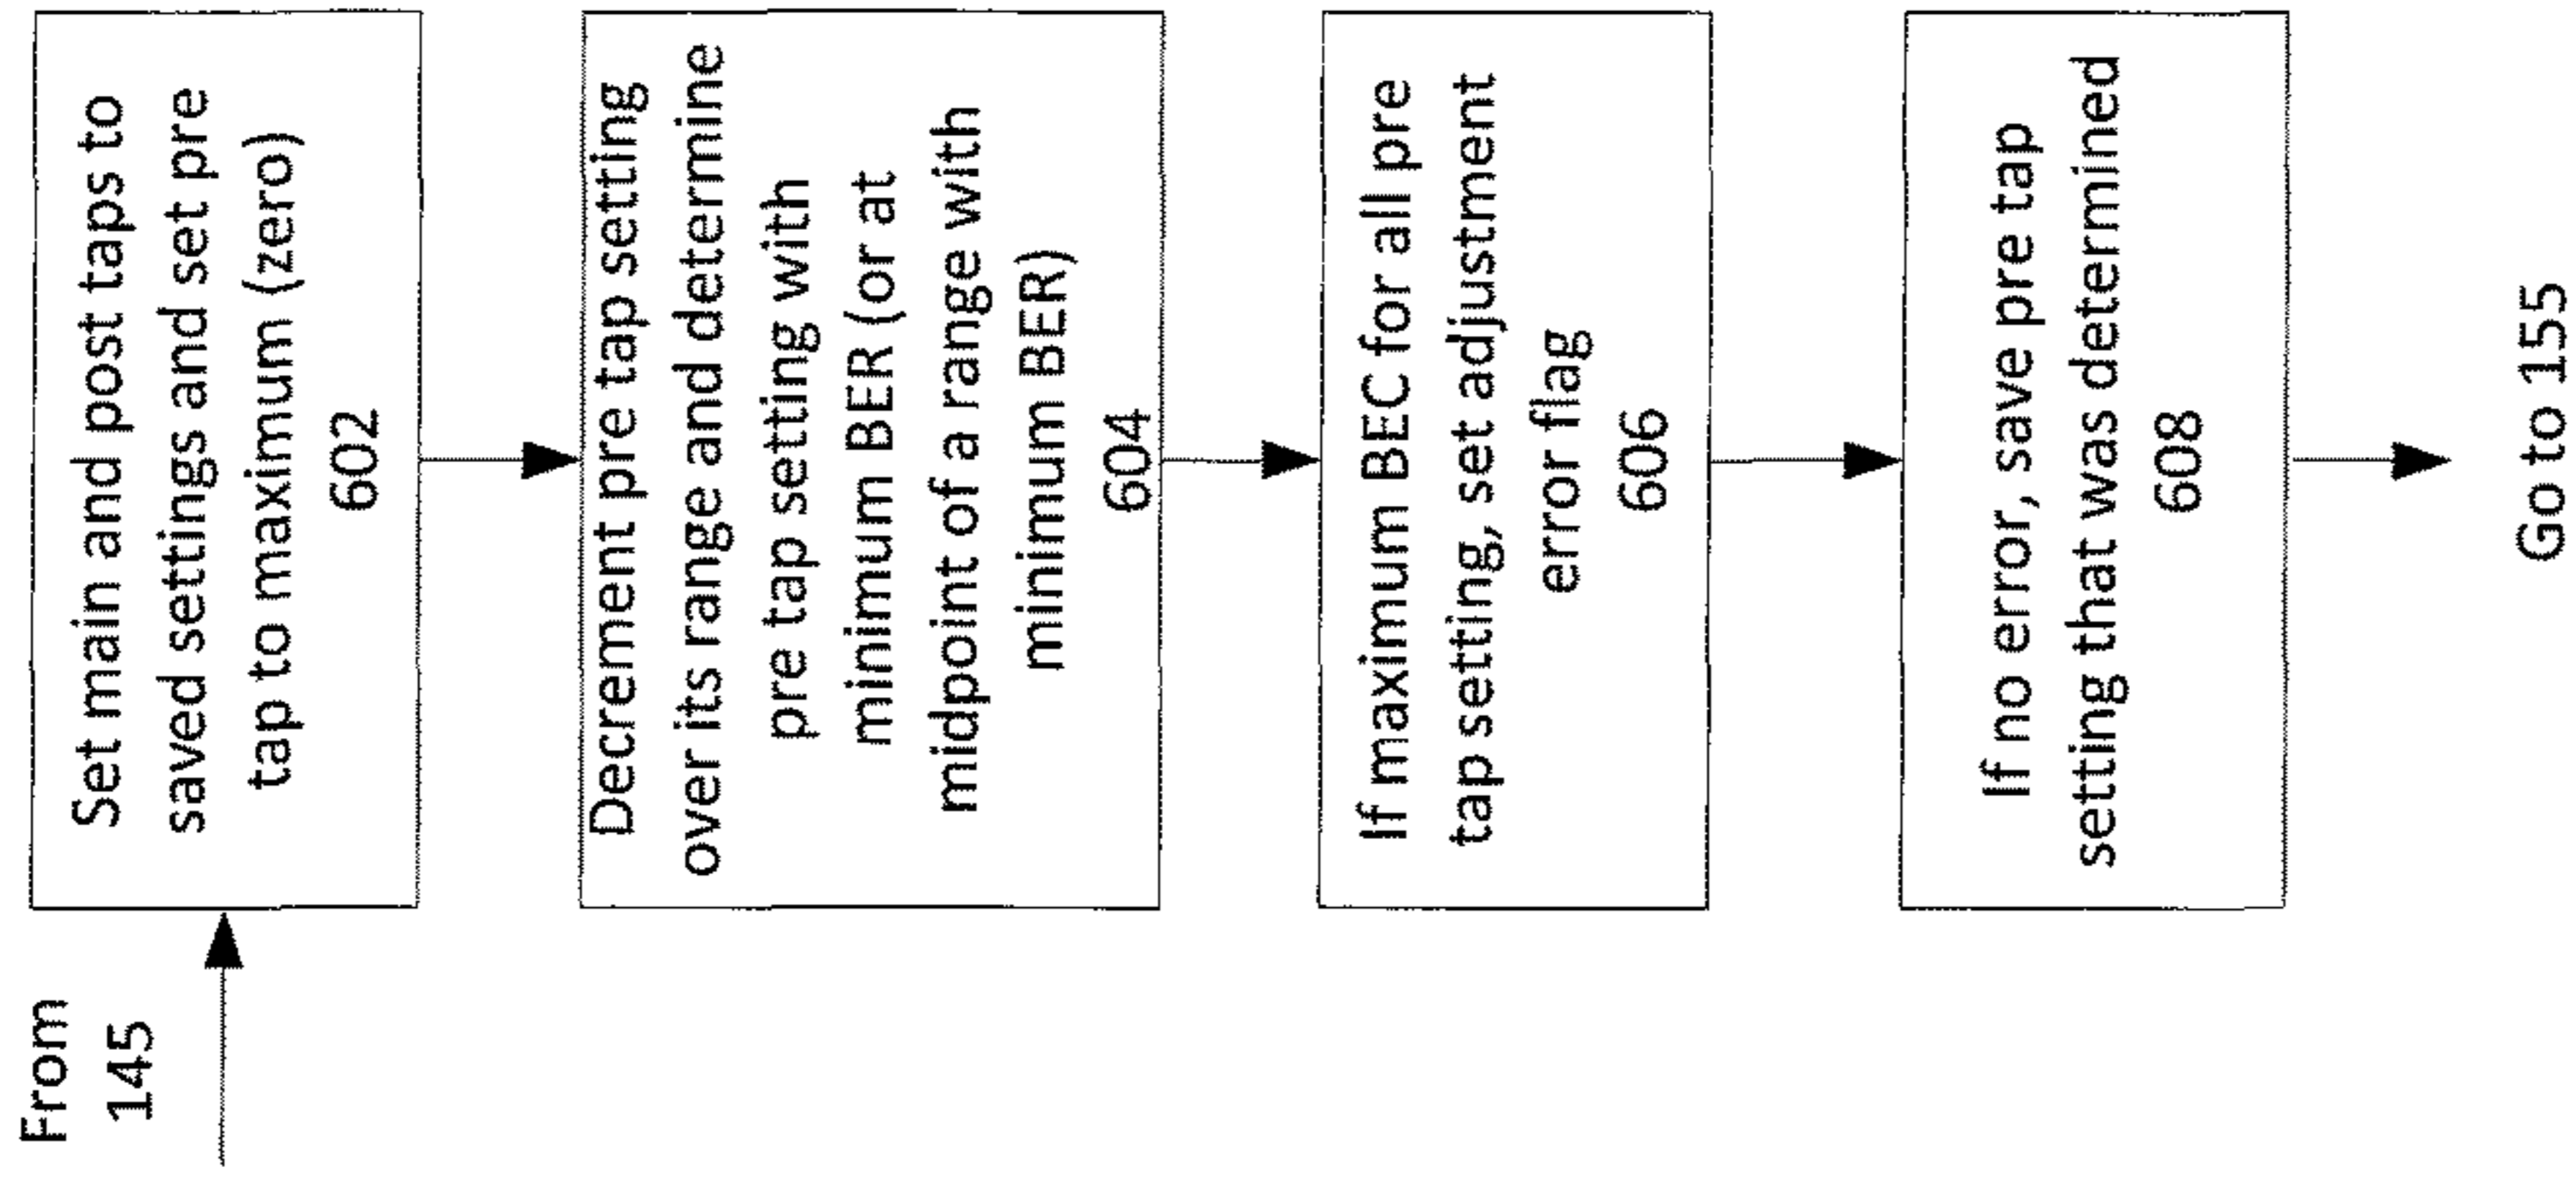 From
145
Set main and post taps to
saved settings and set pre
tap to maximum (zero)
602
Decrement pre tap setting
over its range and determine
pre tap setting with
minimum BER (or at
midpoint of a range with
minimum BER)
604
If maximum BEC for all pre
tap setting, set adjustment
error flag
606
If no error, save pre tap
setting that was determined
608
Go to 155